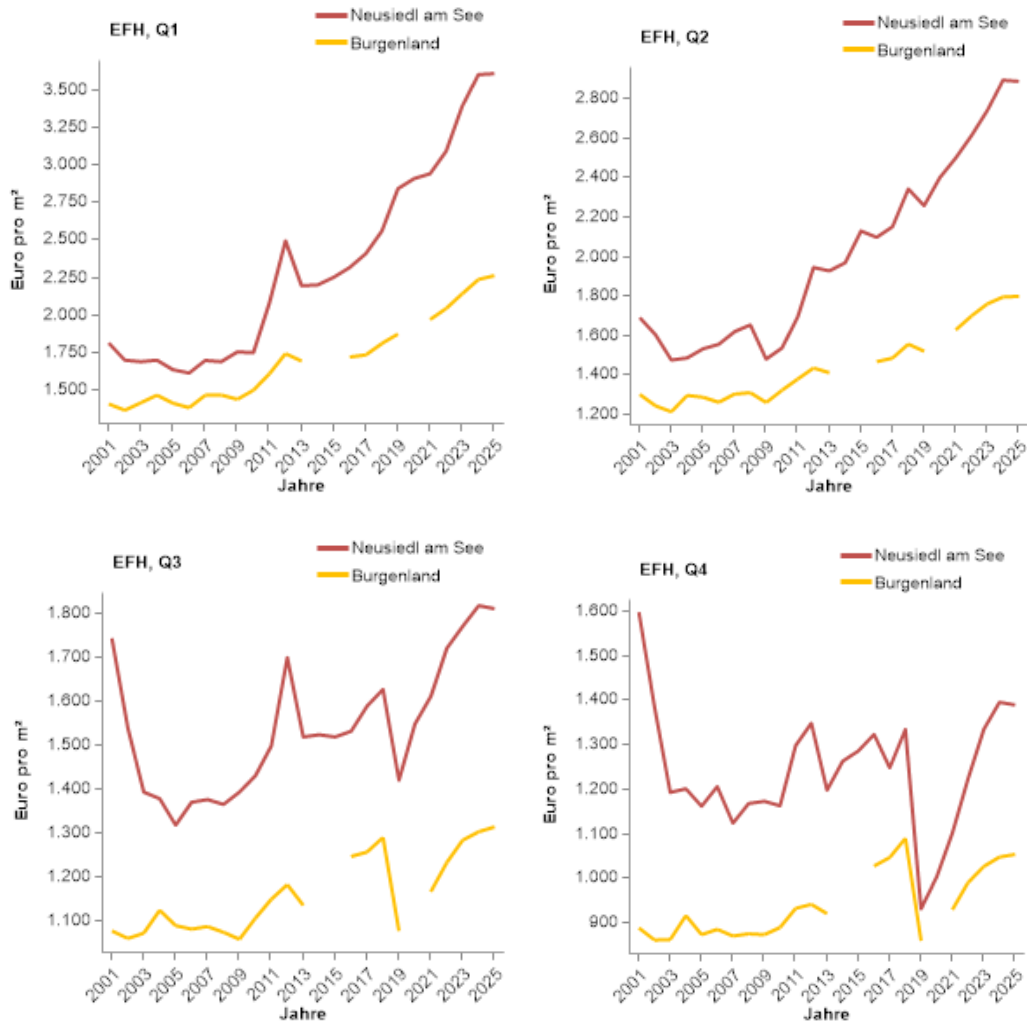 EFH, Q1
Neusiedl am See
Burgenland
Euro pro m²
3.500
3.250
3.000
2.750
2.500
2.250
2.000
1.750
1.500
2001 2003 2005 2007 2009 2011 2013 2015 2017 2019 2021 2023 2025
Jahre
EFH, Q2
Neusiedl am See
Burgenland
Euro pro m²
2.800
2.600
2.400
2.200
2.000
1.800
1.600
1.400
1.200
2001 2003 2005 2007 2009 2011 2013 2015 2017 2019 2021 2023 2025
Jahre
EFH, Q3
Neusiedl am See
Burgenland
Euro pro m²
1.800
1.700
1.600
1.500
1.400
1.300
1.200
1.100
2001 2003 2005 2007 2009 2011 2013 2015 2017 2019 2021 2023 2025
Jahre
EFH, Q4
Neusiedl am See
Burgenland
Euro pro m²
1.600
1.500
1.400
1.300
1.200
1.100
1.000
900
2001 2003 2005 2007 2009 2011 2013 2015 2017 2019 2021 2023 2025
Jahre